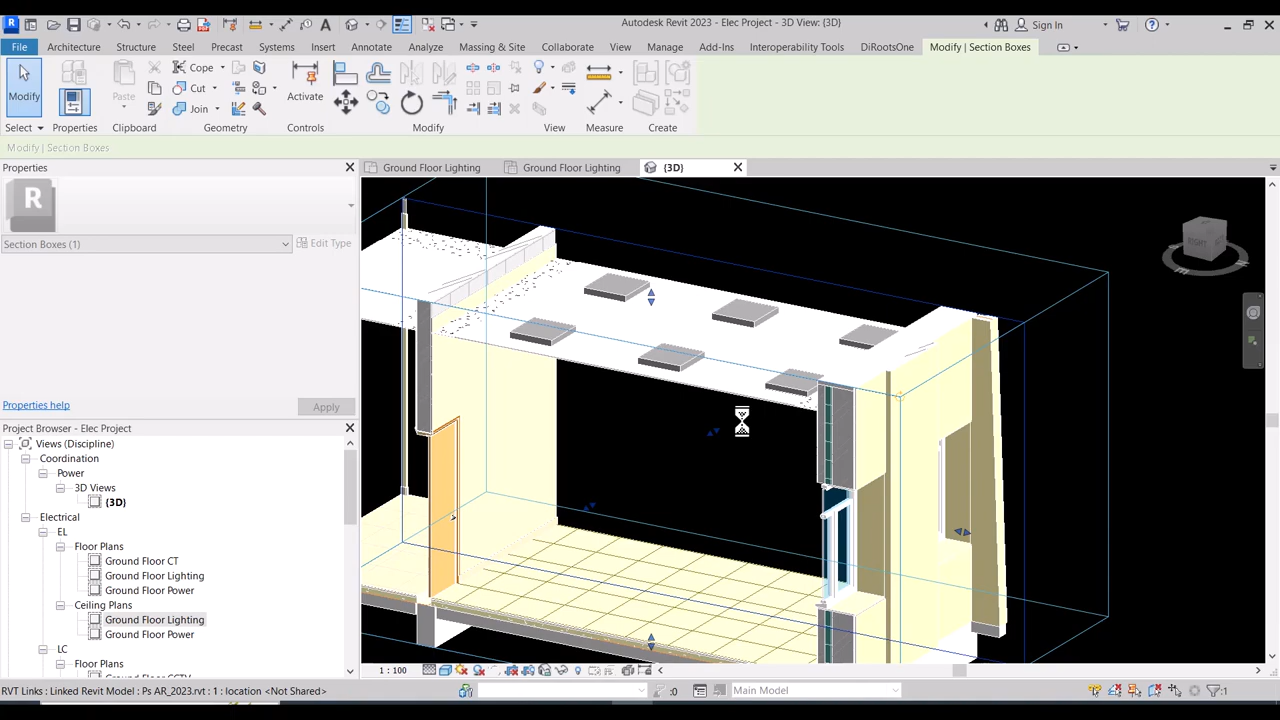 Autodesk Revit 2023 - Elec Project - 3D View: {3D}
Sign In
File Architecture Structure Steel Precast Systems Insert Annotate Analyze Massing & Site Collaborate View Manage Add-Ins Interoperability Tools DiRootsOne Modify | Section Boxes
Modify
Paste
Cope
Cut
Join
Activate
Select Properties Clipboard Geometry Controls Modify View Measure Create
Modify | Section Boxes
Properties
Ground Floor Lighting
Ground Floor Lighting
{3D}
R
Section Boxes (1)
Edit Type
RIGHT
Properties help
Apply
Project Browser - Elec Project
Views (Discipline)
Coordination
Power
3D Views
{3D}
Electrical
EL
Floor Plans
Ground Floor CT
Ground Floor Lighting
Ground Floor Power
Ceiling Plans
Ground Floor Lighting
Ground Floor Power
LC
Floor Plans
1 : 100
RVT Links : Linked Revit Model : Ps AR_2023.rvt : 1 : location <Not Shared>
:0
Main Model
:1